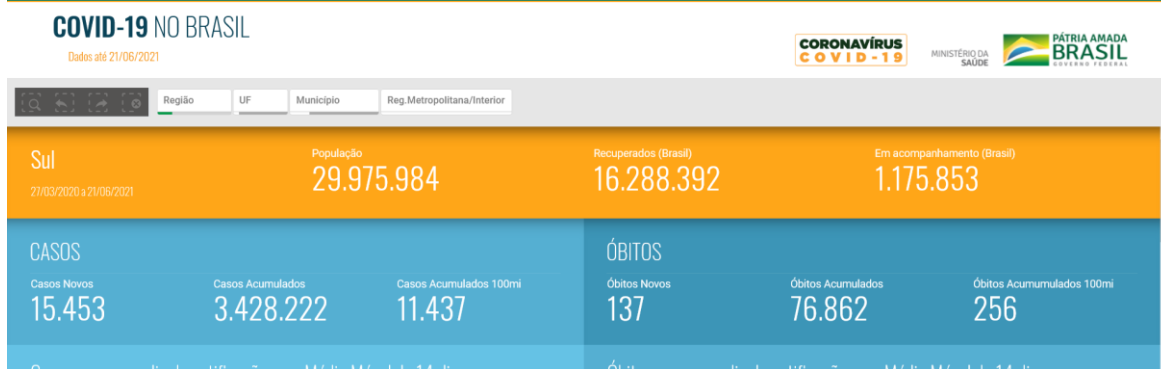 COVID-19 NO BRASIL
Dados até 21/06/2021
CORONAVÍRUS
COVID-19
MINISTÉRIO DA
SAÚDE
PÁTRIA AMADA
BRASIL
GOVERNO FEDERAL
Região UF Município Reg.Metropolitana/Interior
Sul
27/03/2020 a 21/06/2021
População
29.975.984
Recuperados (Brasil)
16.288.392
Em acompanhamento (Brasil)
1.175.853
CASOS
Casos Novos
15.453
Casos Acumulados
3.428.222
Casos Acumulados 100mi
11.437
ÓBITOS
Óbitos Novos
137
Óbitos Acumulados
76.862
Óbitos Acumumulados 100mi
256